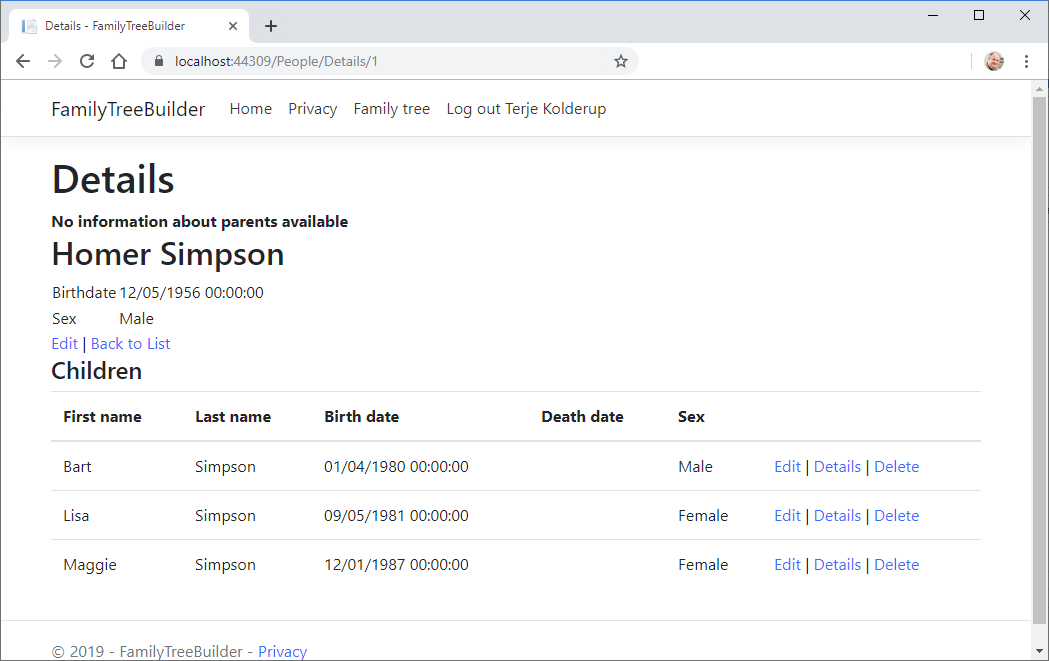 Details - FamilyTreeBuilder
localhost:44309/People/Details/1
FamilyTreeBuilder Home Privacy Family tree Log out Terje Kolderup
Details
No information about parents available
Homer Simpson
Birthdate 12/05/1956 00:00:00
Sex Male
Edit | Back to List
Children
First name Last name Birth date Death date Sex
Bart Simpson 01/04/1980 00:00:00 Male Edit | Details | Delete
Lisa Simpson 09/05/1981 00:00:00 Female Edit | Details | Delete
Maggie Simpson 12/01/1987 00:00:00 Female Edit | Details | Delete
© 2019 - FamilyTreeBuilder - Privacy